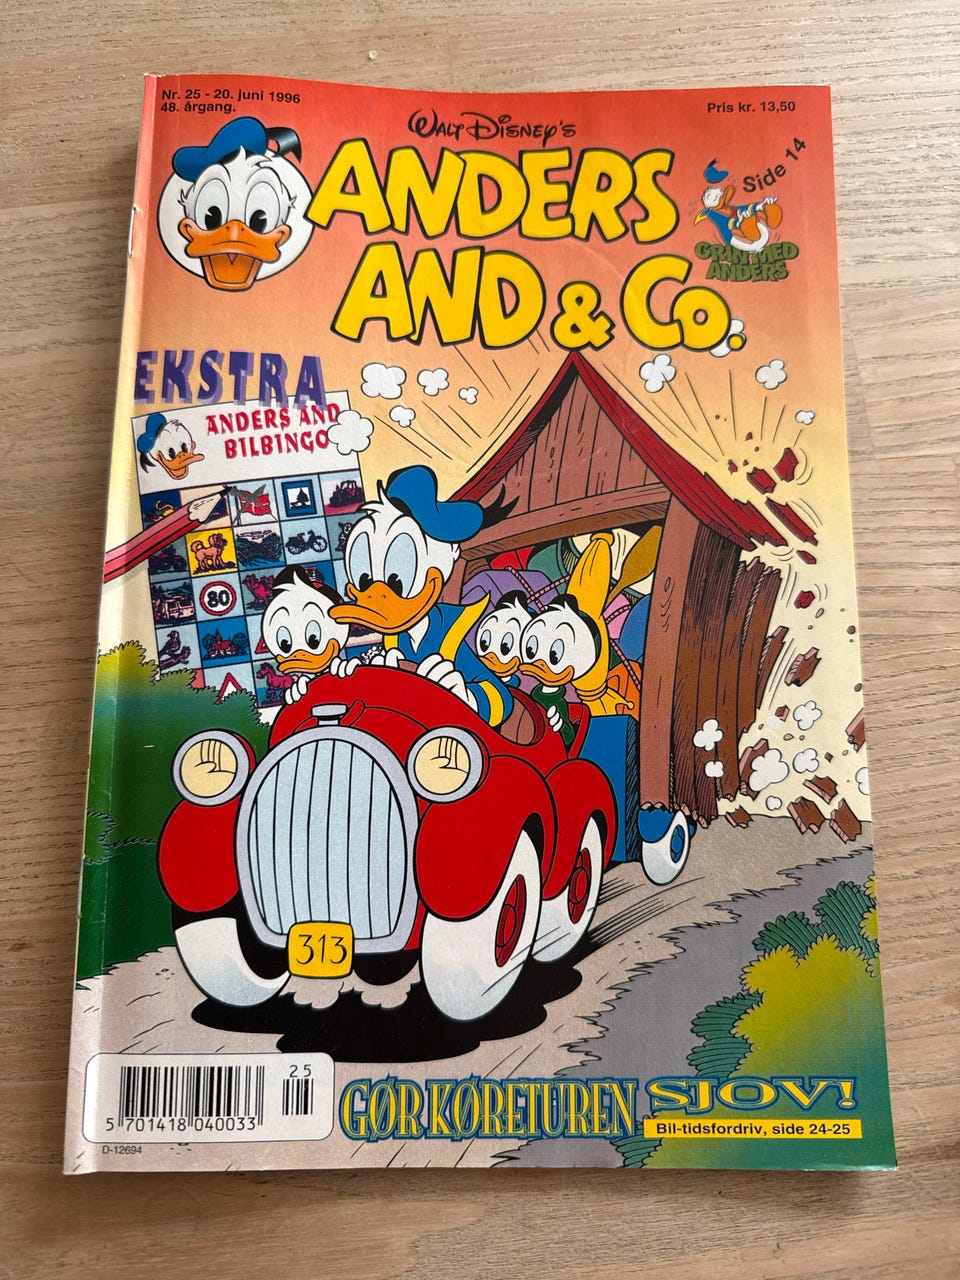 Nr. 25 - 20. juni 1996
48. årgang.
Pris kr. 13,50
WALT DISNEY'S
ANDERS
AND & Co.
Side 14
GRIN MED
ANDERS
EKSTRA
ANDERS AND
BILBINGO
80
313
25
5 701418 040033
D-12694
GØR KØRETUREN SJOV!
Bil-tidsfordriv, side 24-25